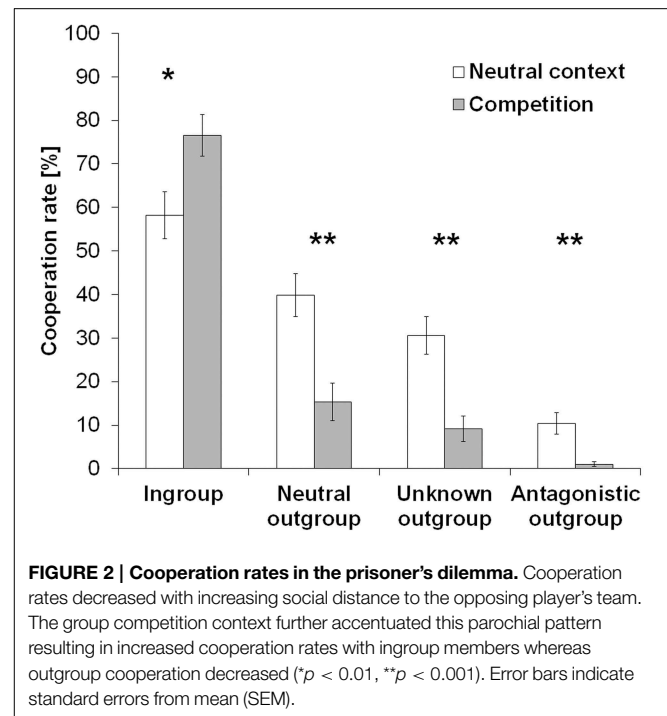 100
90
80
70
60
50
40
30
20
10
0
Cooperation rate [%]
Neutral context
Competition
*
**
**
**
Ingroup
Neutral outgroup
Unknown outgroup
Antagonistic outgroup
FIGURE 2 | Cooperation rates in the prisoner's dilemma. Cooperation
rates decreased with increasing social distance to the opposing player's team.
The group competition context further accentuated this parochial pattern
resulting in increased cooperation rates with ingroup members whereas
outgroup cooperation decreased (*p < 0.01, **p < 0.001). Error bars indicate
standard errors from mean (SEM).